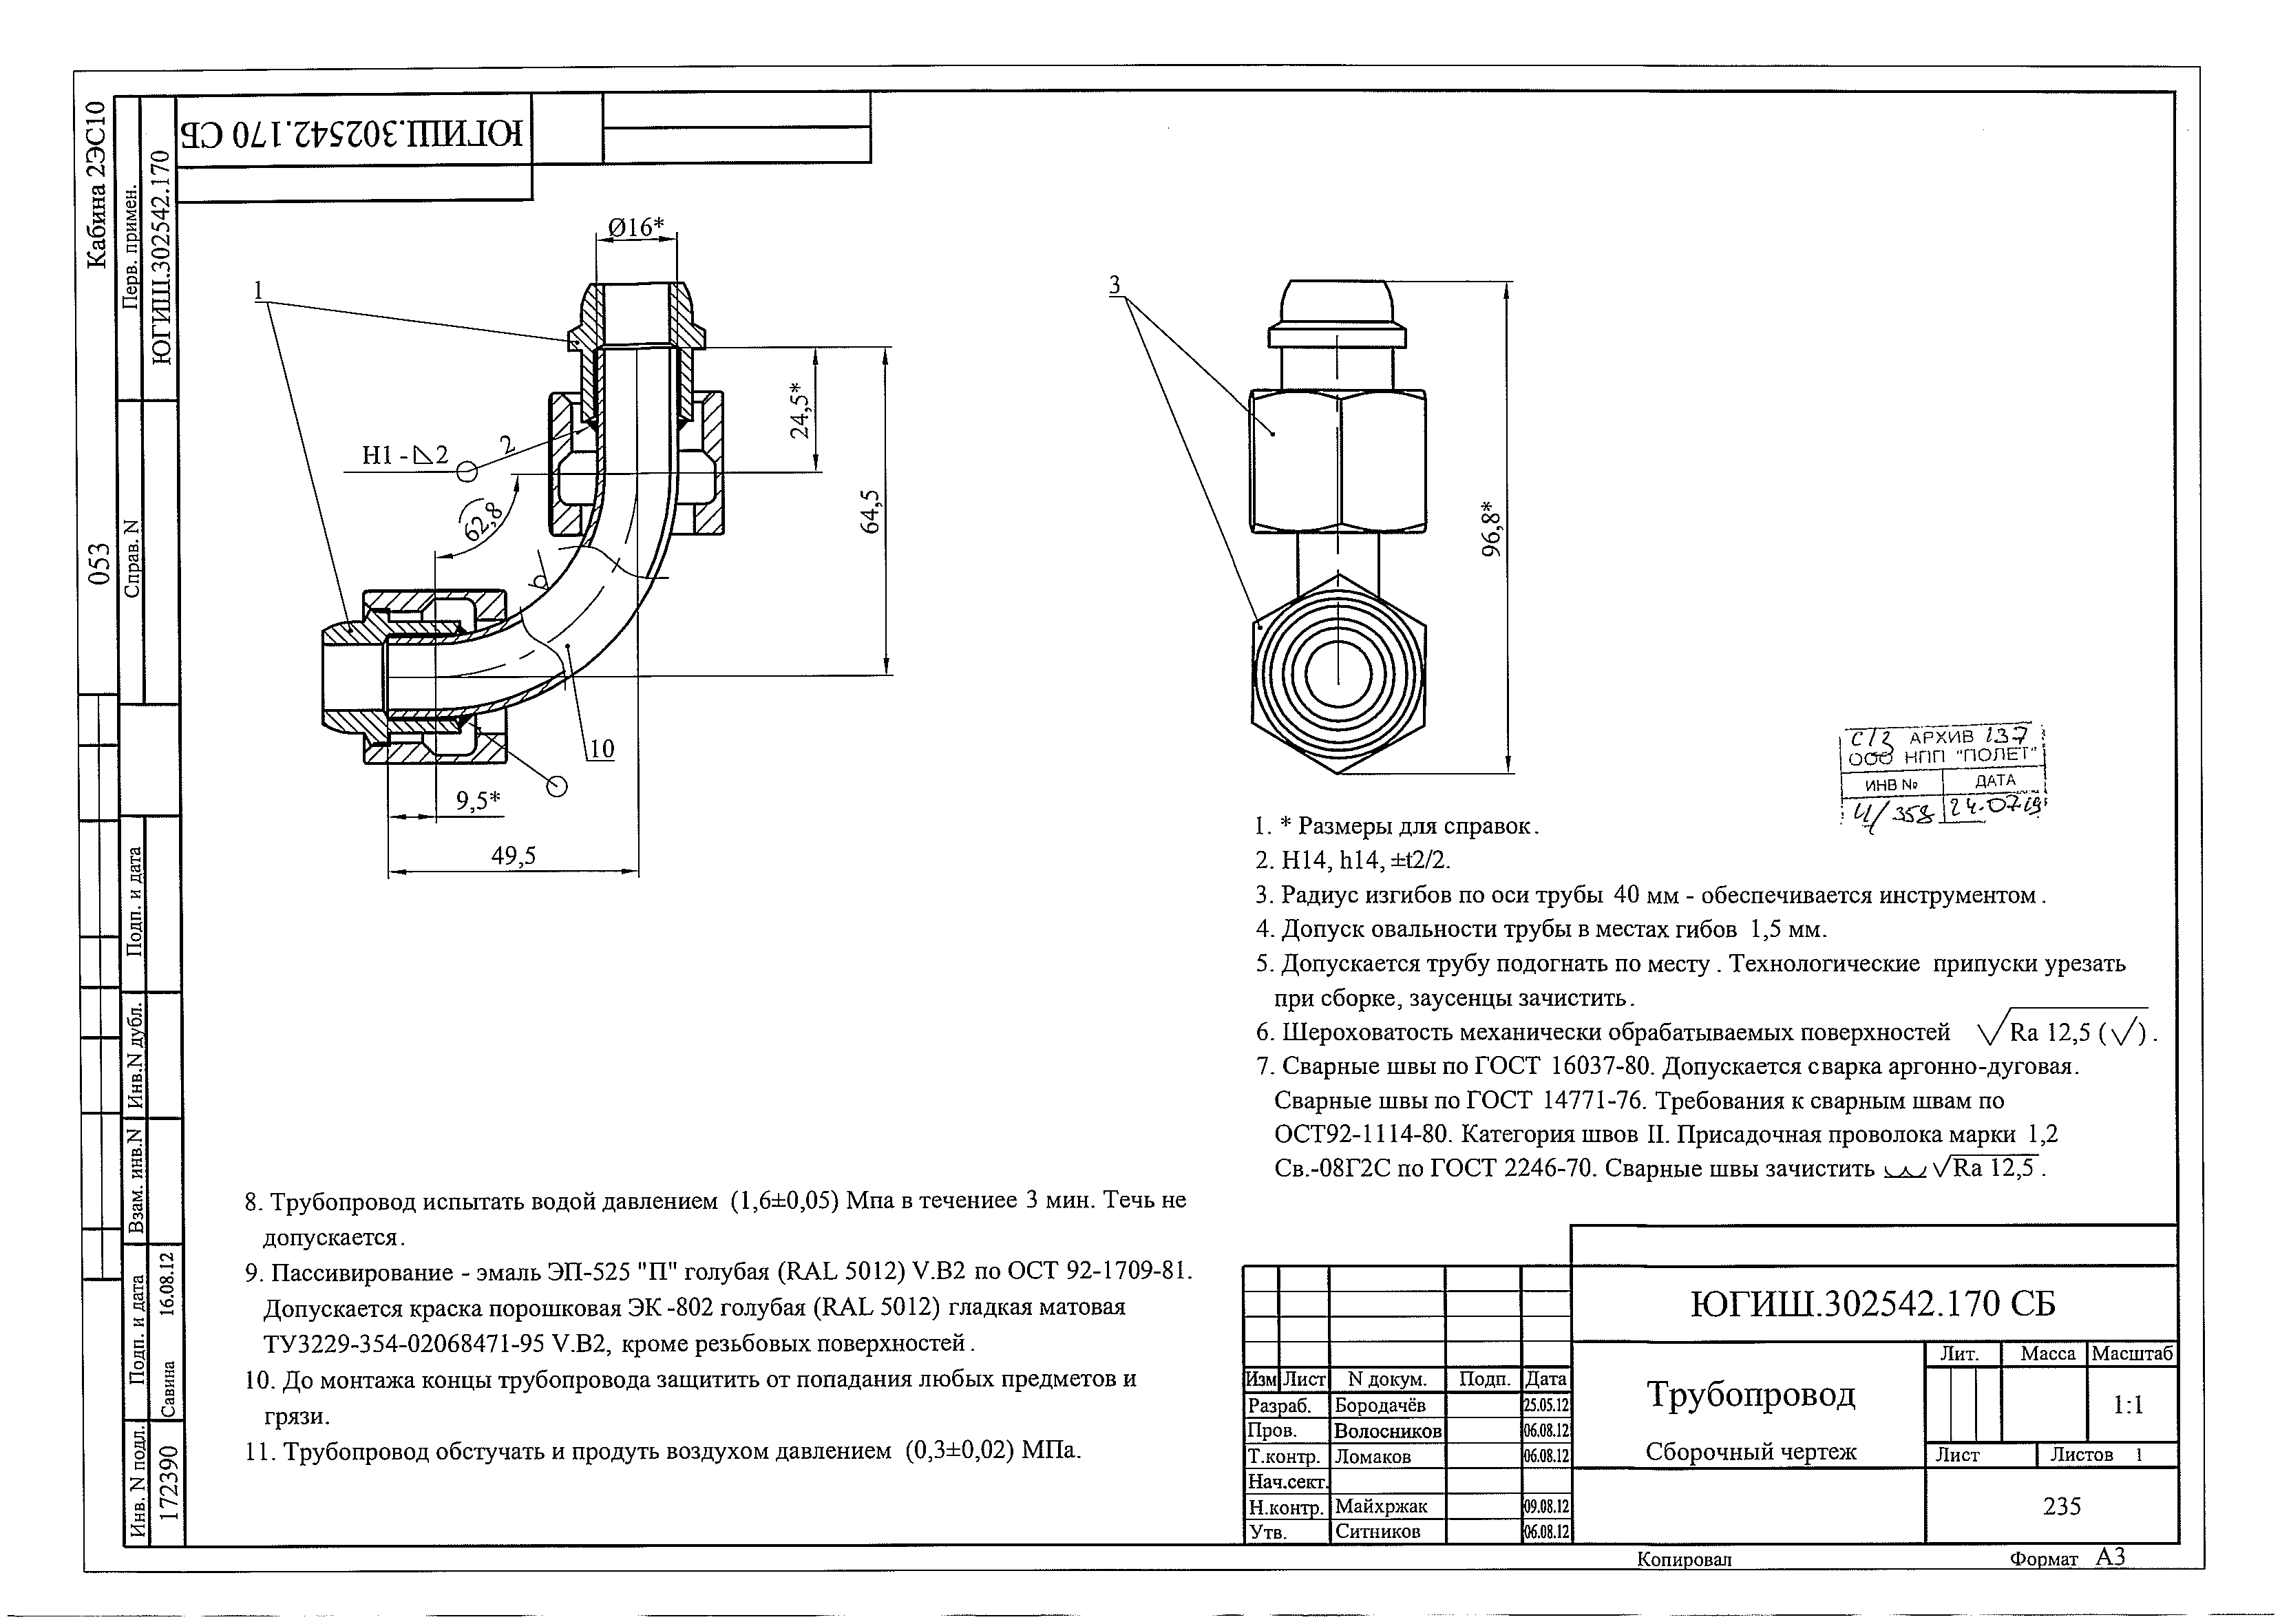 Кабина 2ЭС10
053
Перв. примен.
ЮГИШ.302542.170
Справ. N
Подп. и дата
Инв.N дубл.
Взам. инв.N
Подп. и дата
Савина 16.08.12
Инв. N подл.
172390
ЮГИШ.302542.170 СБ
Ø16*
1
24,5*
64,5
H1 - ⊿2
2
62,8
10
9,5*
49,5
3
96,8*
С/З АРХИВ 137
ООО НПП "ПОЛЕТ"
ИНВ № ДАТА
И/358 24.07.19
1. * Размеры для справок.
2. H14, h14, ±t2/2.
3. Радиус изгибов по оси трубы 40 мм - обеспечивается инструментом.
4. Допуск овальности трубы в местах гибов 1,5 мм.
5. Допускается трубу подогнать по месту. Технологические припуски урезать
при сборке, заусенцы зачистить.
6. Шероховатость механически обрабатываемых поверхностей √Ra 12,5 (√).
7. Сварные швы по ГОСТ 16037-80. Допускается сварка аргонно-дуговая.
Сварные швы по ГОСТ 14771-76. Требования к сварным швам по
ОСТ92-1114-80. Категория швов II. Присадочная проволока марки 1,2
Св.-08Г2С по ГОСТ 2246-70. Сварные швы зачистить √Ra 12,5.
8. Трубопровод испытать водой давлением (1,6±0,05) Мпа в течениее 3 мин. Течь не
допускается.
9. Пассивирование - эмаль ЭП-525 "П" голубая (RAL 5012) V.B2 по ОСТ 92-1709-81.
Допускается краска порошковая ЭК-802 голубая (RAL 5012) гладкая матовая
ТУ3229-354-02068471-95 V.B2, кроме резьбовых поверхностей.
10. До монтажа концы трубопровода защитить от попадания любых предметов и
грязи.
11. Трубопровод обстучать и продуть воздухом давлением (0,3±0,02) МПа.
ЮГИШ.302542.170 СБ
Изм Лист N докум. Подп. Дата
Разраб. Бородачёв 25.05.12
Пров. Волосников 06.08.12
Т.контр. Ломаков 06.08.12
Нач.сект.
Н.контр. Майхржак 09.08.12
Утв. Ситников 06.08.12
Трубопровод
Сборочный чертеж
Лит. Масса Масштаб
1:1
Лист Листов 1
235
Копировал Формат А3